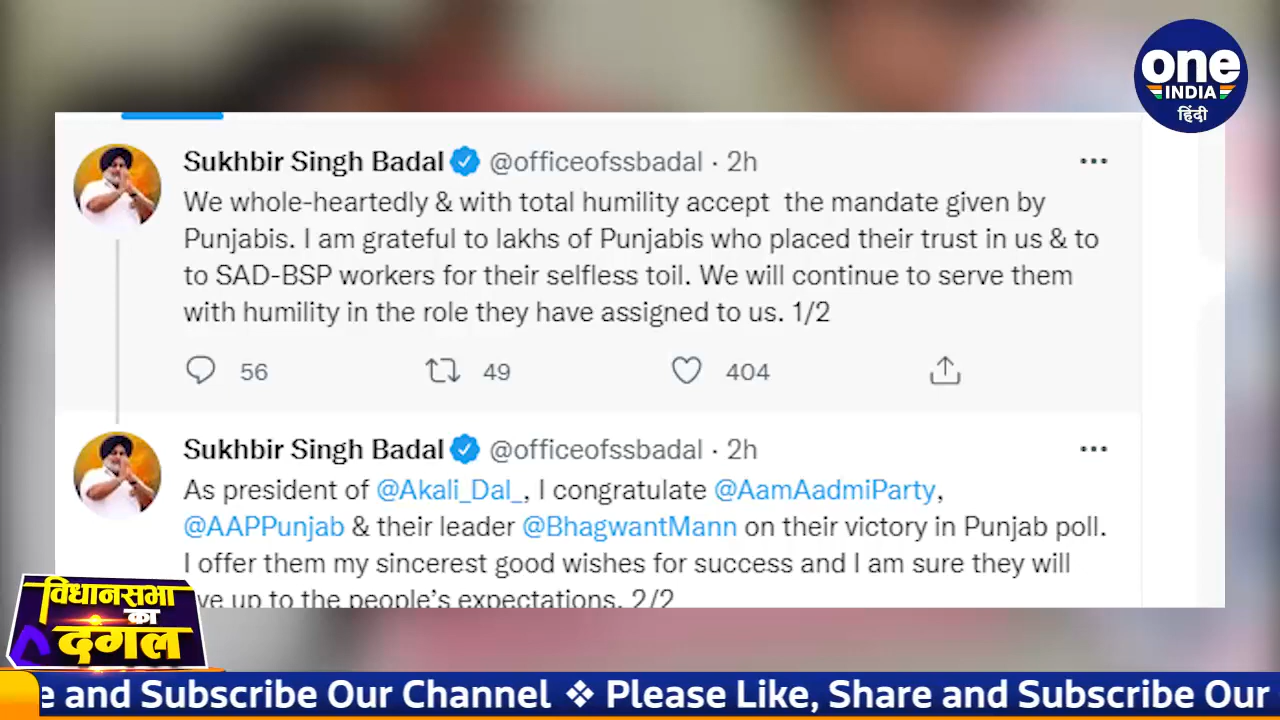 one
INDIA
हिंदी
Sukhbir Singh Badal @officeofssbadal · 2h
We whole-heartedly & with total humility accept the mandate given by
Punjabis. I am grateful to lakhs of Punjabis who placed their trust in us & to
to SAD-BSP workers for their selfless toil. We will continue to serve them
with humility in the role they have assigned to us. 1/2
56 49 404
Sukhbir Singh Badal @officeofssbadal · 2h
As president of @Akali_Dal_, I congratulate @AamAadmiParty,
@AAPPunjab & their leader @BhagwantMann on their victory in Punjab poll.
I offer them my sincerest good wishes for success and I am sure they will
up to the people's expectations. 2/2
विधानसभा
का
दंगल
e and Subscribe Our Channel ❖ Please Like, Share and Subscribe Our